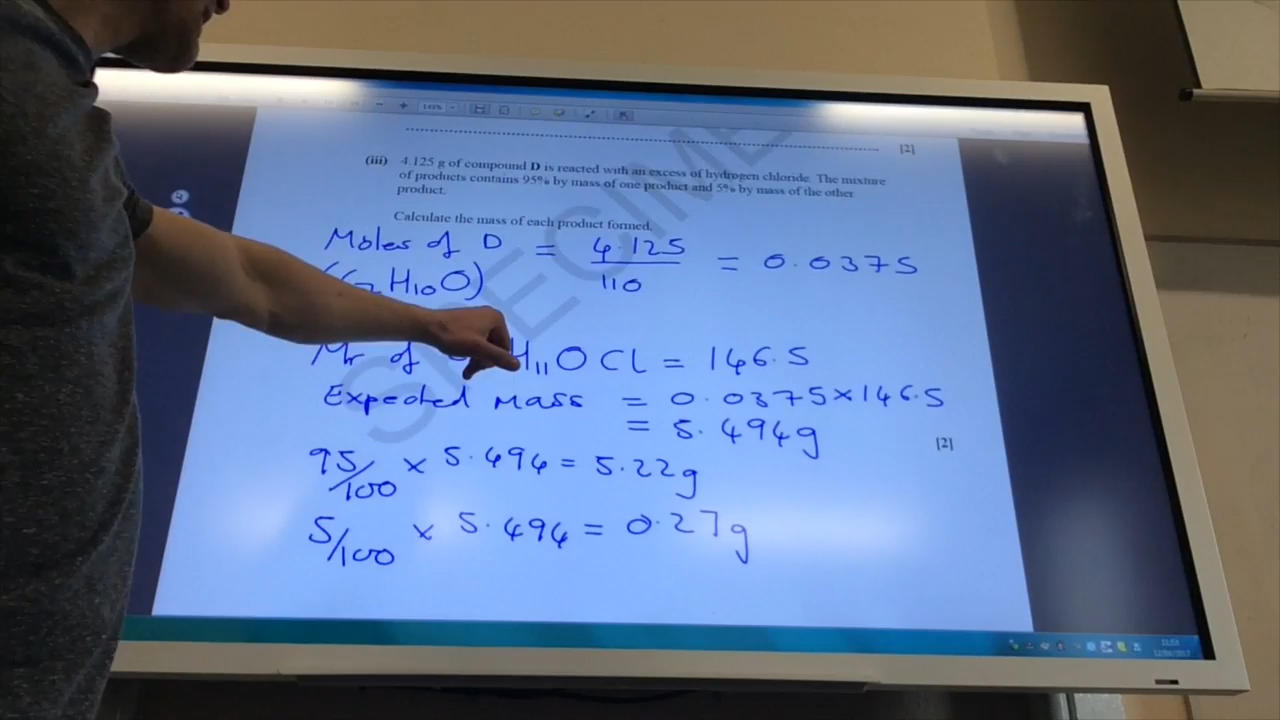 149%
[2]
(iii) 4.125 g of compound D is reacted with an excess of hydrogen chloride. The mixture
of products contains 95% by mass of one product and 5% by mass of the other
product.
Calculate the mass of each product formed.
Moles of D = 4.125 / 110 = 0.0375
H10O)
Mr of H11OCl = 146.5
Expected mass = 0.0375×146.5
= 5.494g
[2]
95/100 × 5.494 = 5.22g
5/100 × 5.494 = 0.27g
SPECIME